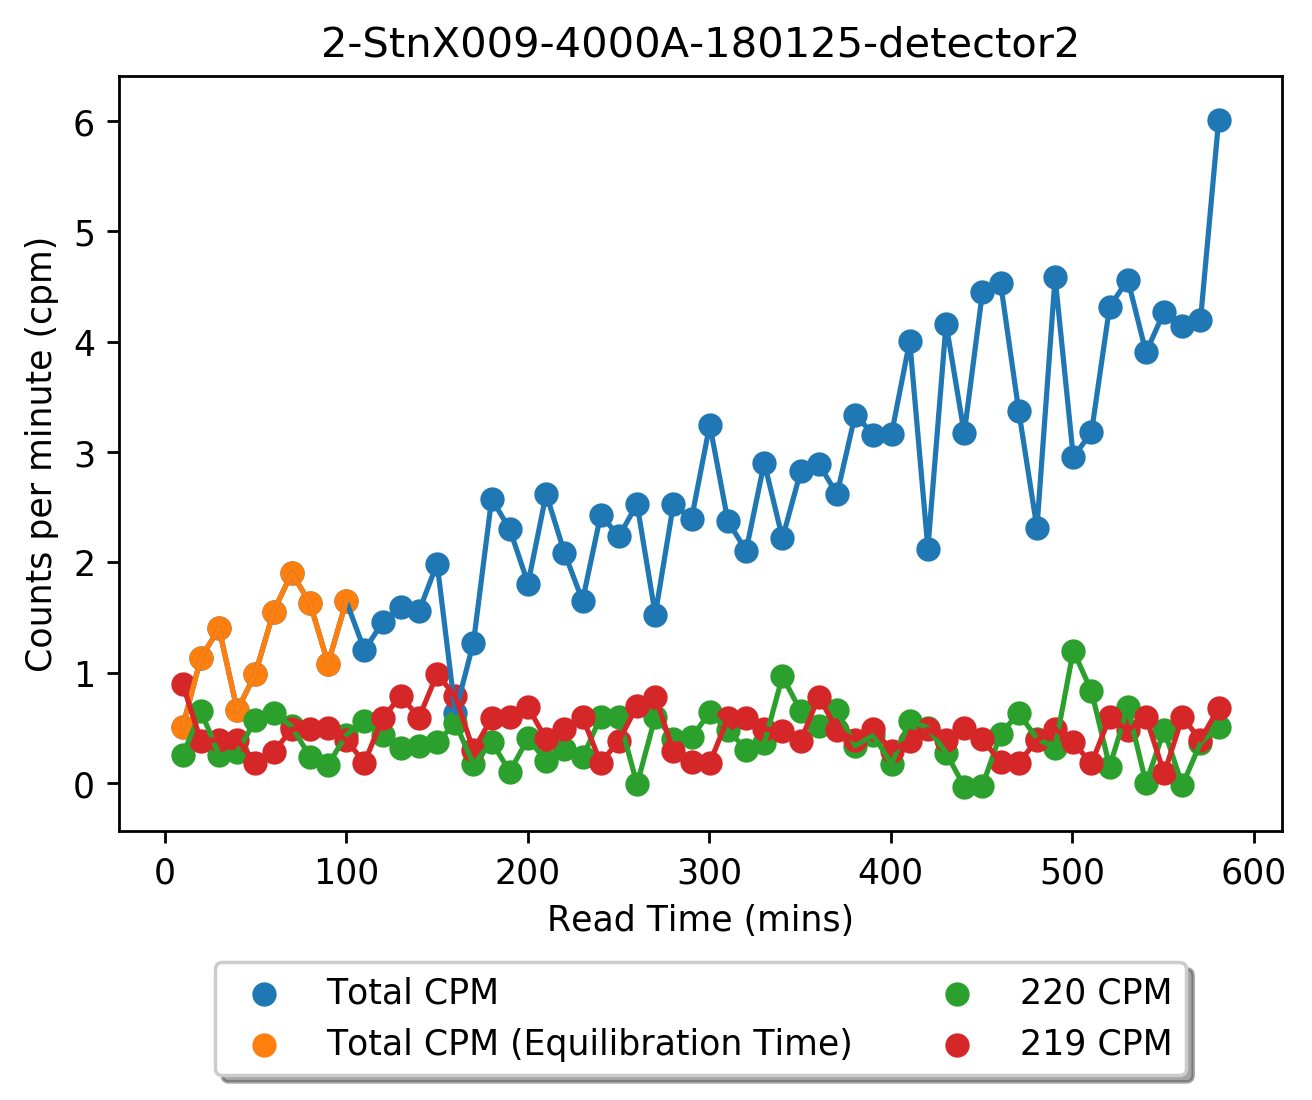 2-StnX009-4000A-180125-detector2
6
5
4
3
2
1
0
Counts per minute (cpm)
0 100 200 300 400 500 600
Read Time (mins)
Total CPM
Total CPM (Equilibration Time)
220 CPM
219 CPM